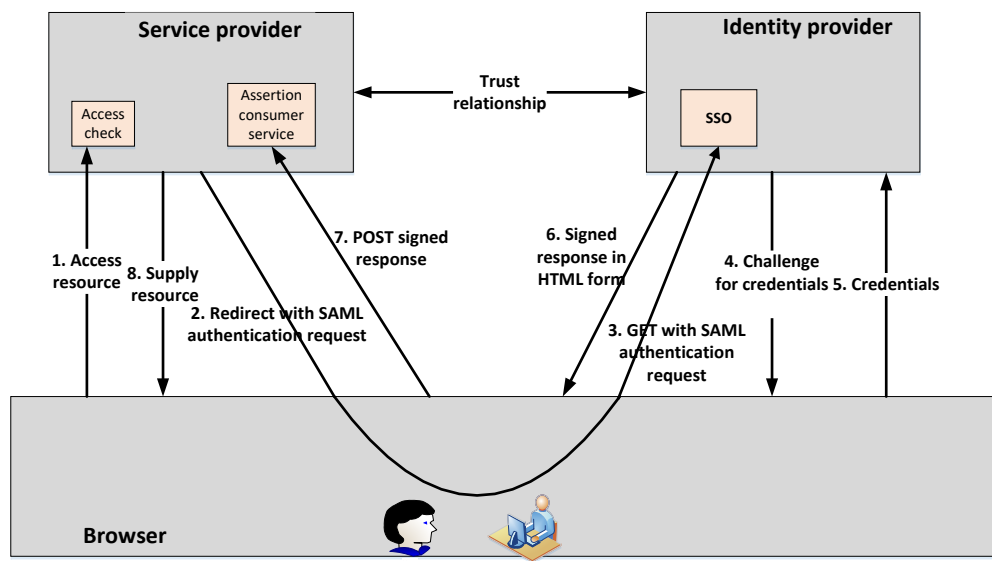 Service provider
Identity provider
Trust
relationship
Access
check
Assertion
consumer
service
SSO
1. Access
resource
8. Supply
resource
2. Redirect with SAML
authentication request
7. POST signed
response
6. Signed
response in
HTML form
3. GET with SAML
authentication
request
4. Challenge
for credentials
5. Credentials
Browser